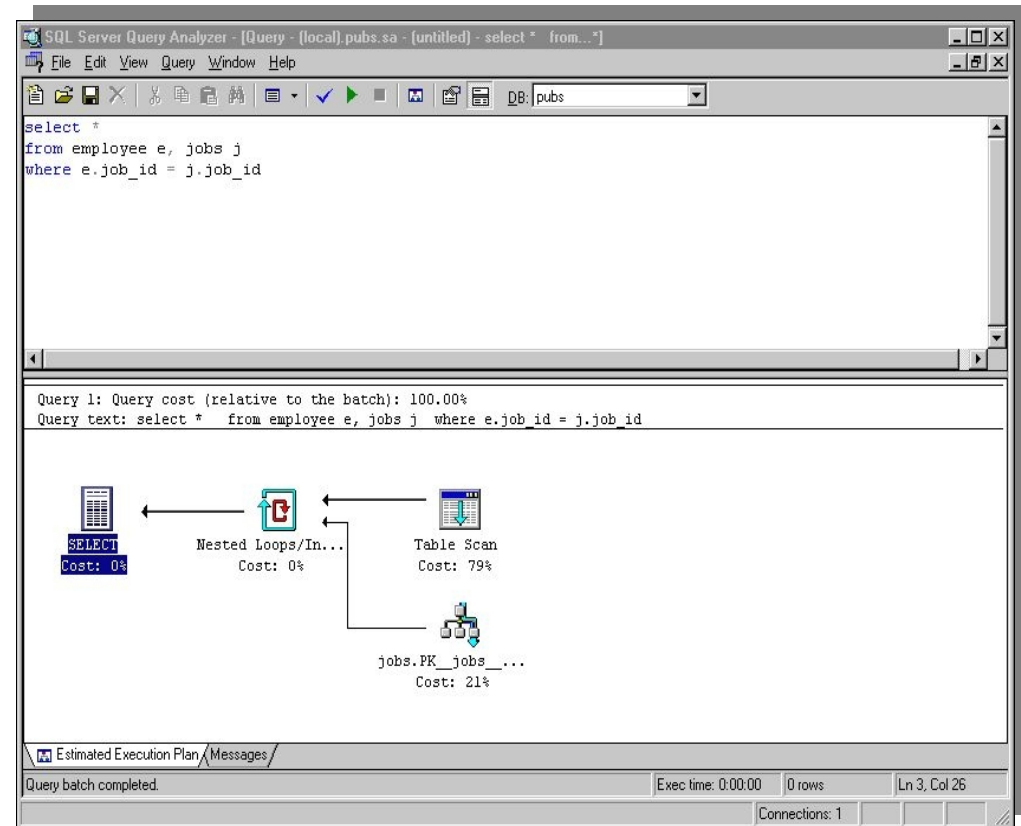 SQL Server Query Analyzer - [Query - (local).pubs.sa - (untitled) - select *   from...*]
File Edit View Query Window Help
DB: pubs
select *
from employee e, jobs j
where e.job_id = j.job_id
Query 1: Query cost (relative to the batch): 100.00%
Query text: select *   from employee e, jobs j  where e.job_id = j.job_id
SELECT
Cost: 0%
Nested Loops/In...
Cost: 0%
Table Scan
Cost: 79%
jobs.PK__jobs__...
Cost: 21%
Estimated Execution Plan Messages
Query batch completed. Exec time: 0:00:00 0 rows Ln 3, Col 26
Connections: 1